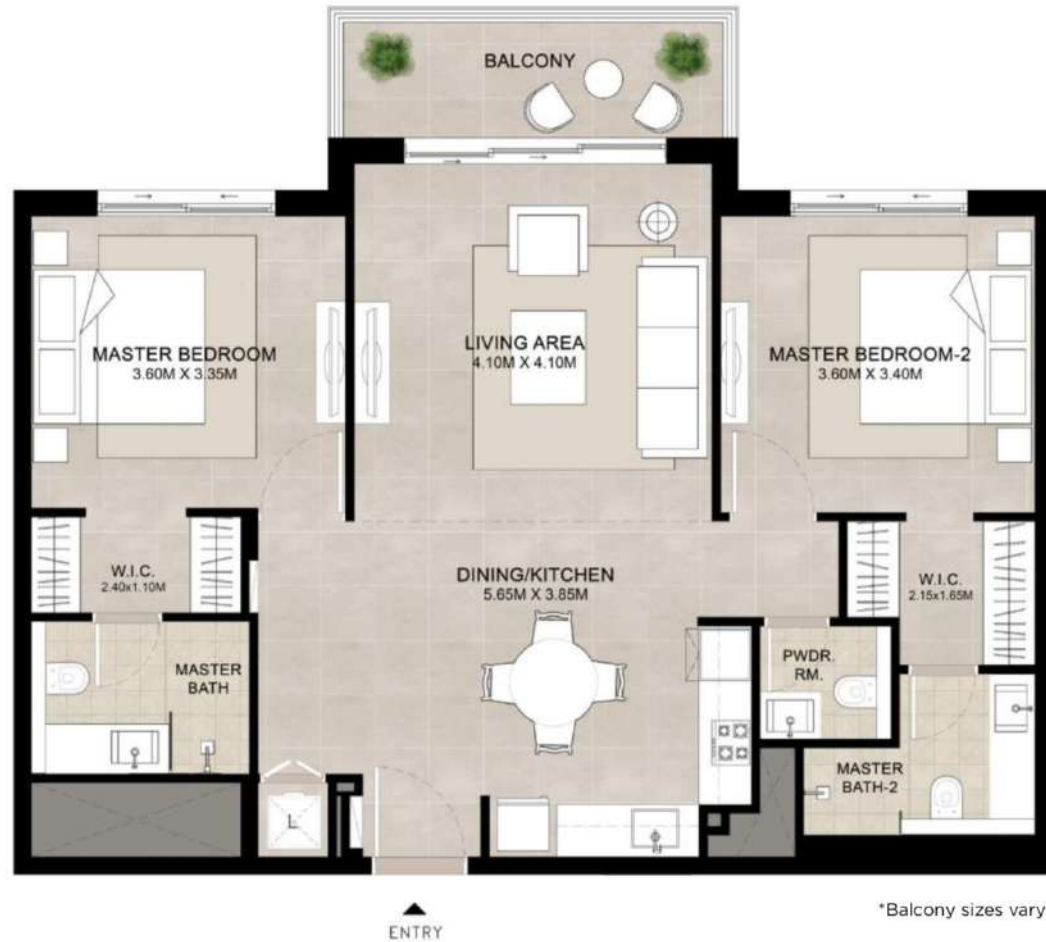 BALCONY
MASTER BEDROOM
3.60M X 3.35M
LIVING AREA
4.10M X 4.10M
MASTER BEDROOM-2
3.60M X 3.40M
W.I.C.
2.40x1.10M
DINING/KITCHEN
5.65M X 3.85M
W.I.C.
2.15x1.65M
MASTER
BATH
PWDR.
RM.
MASTER
BATH-2
L
ENTRY
*Balcony sizes vary